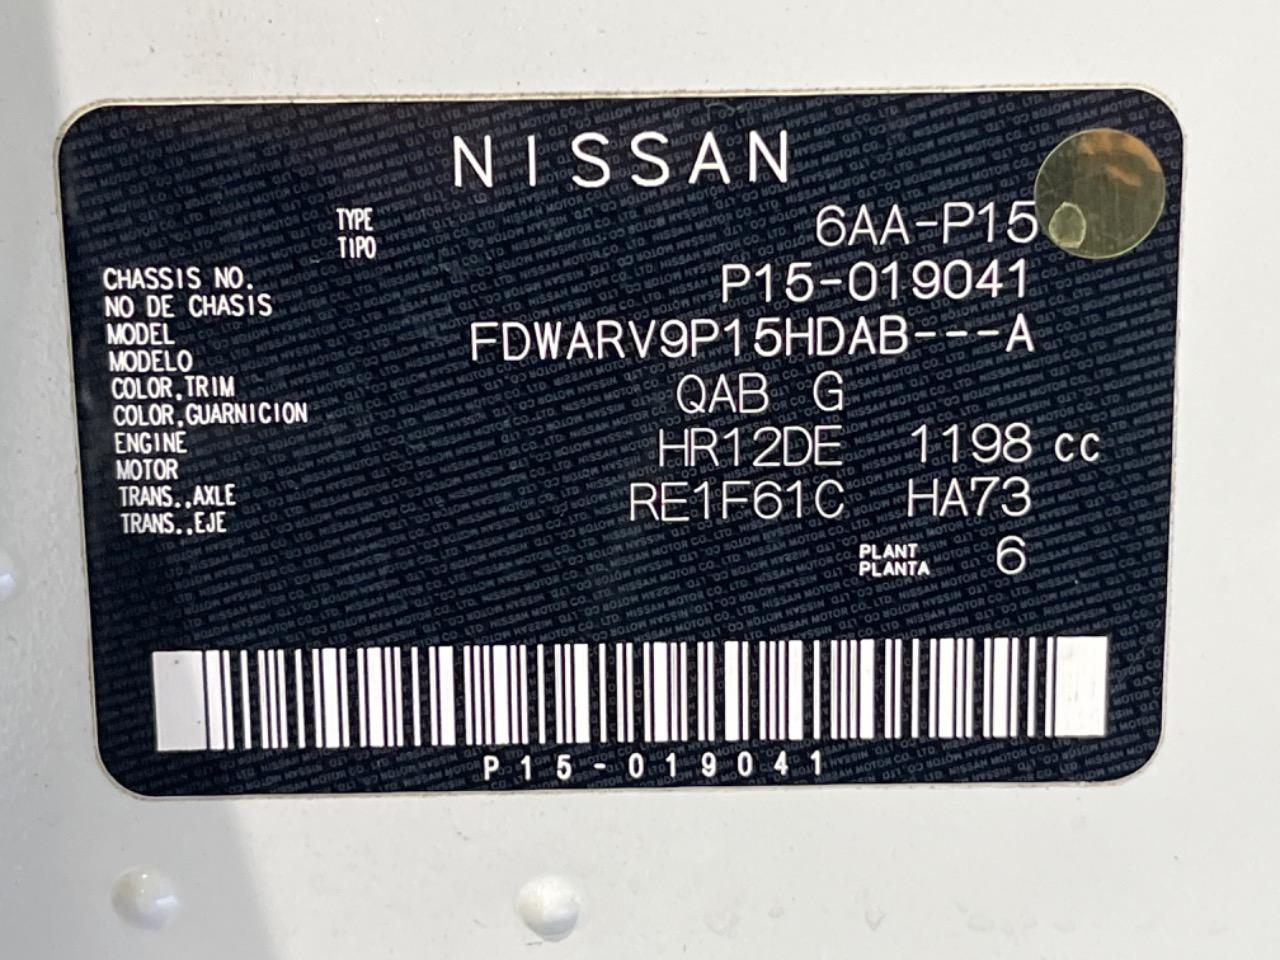 NISSAN
TYPE
TIPO 6AA-P15
CHASSIS NO. P15-019041
NO DE CHASIS
MODEL FDWARV9P15HDAB---A
MODELO
COLOR,TRIM QAB G
COLOR,GUARNICION
ENGINE HR12DE 1198 cc
MOTOR
TRANS.,AXLE RE1F61C HA73
TRANS.,EJE
PLANT 6
PLANTA
P15-019041